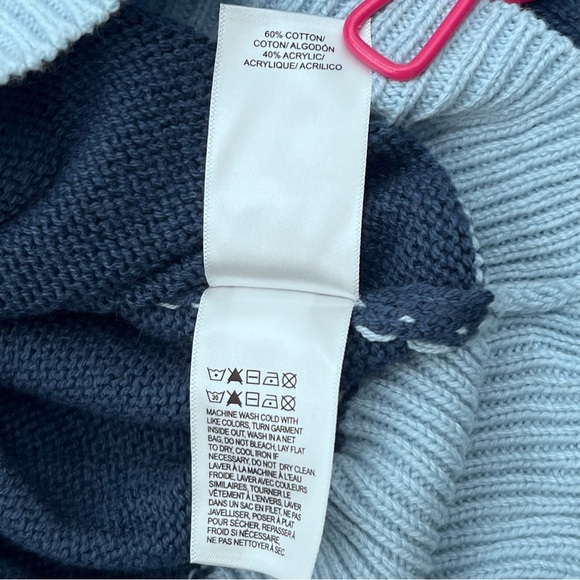 60% COTTON/
COTON/ ALGODÓN
40% ACRYLIC/
ACRYLIQUE/ ACRILICO
30
MACHINE WASH COLD WITH
LIKE COLORS, TURN GARMENT
INSIDE OUT, WASH IN A NET
BAG, DO NOT BLEACH, LAY FLAT
TO DRY, COOL IRON IF
NECESSARY, DO NOT DRY CLEAN.
LAVER À LA MACHINE À L'EAU
FROIDE, LAVER AVEC COULEURS
SIMILAIRES, TOURNER LE
VÊTEMENT À L'ENVERS, LAVER
DANS UN SAC EN FILET, NE PAS
JAVELLISER, POSER À PLAT
POUR SÉCHER, REPASSER À
FROID SI NÉCESSAIRE
NE PAS NETTOYER À SEC